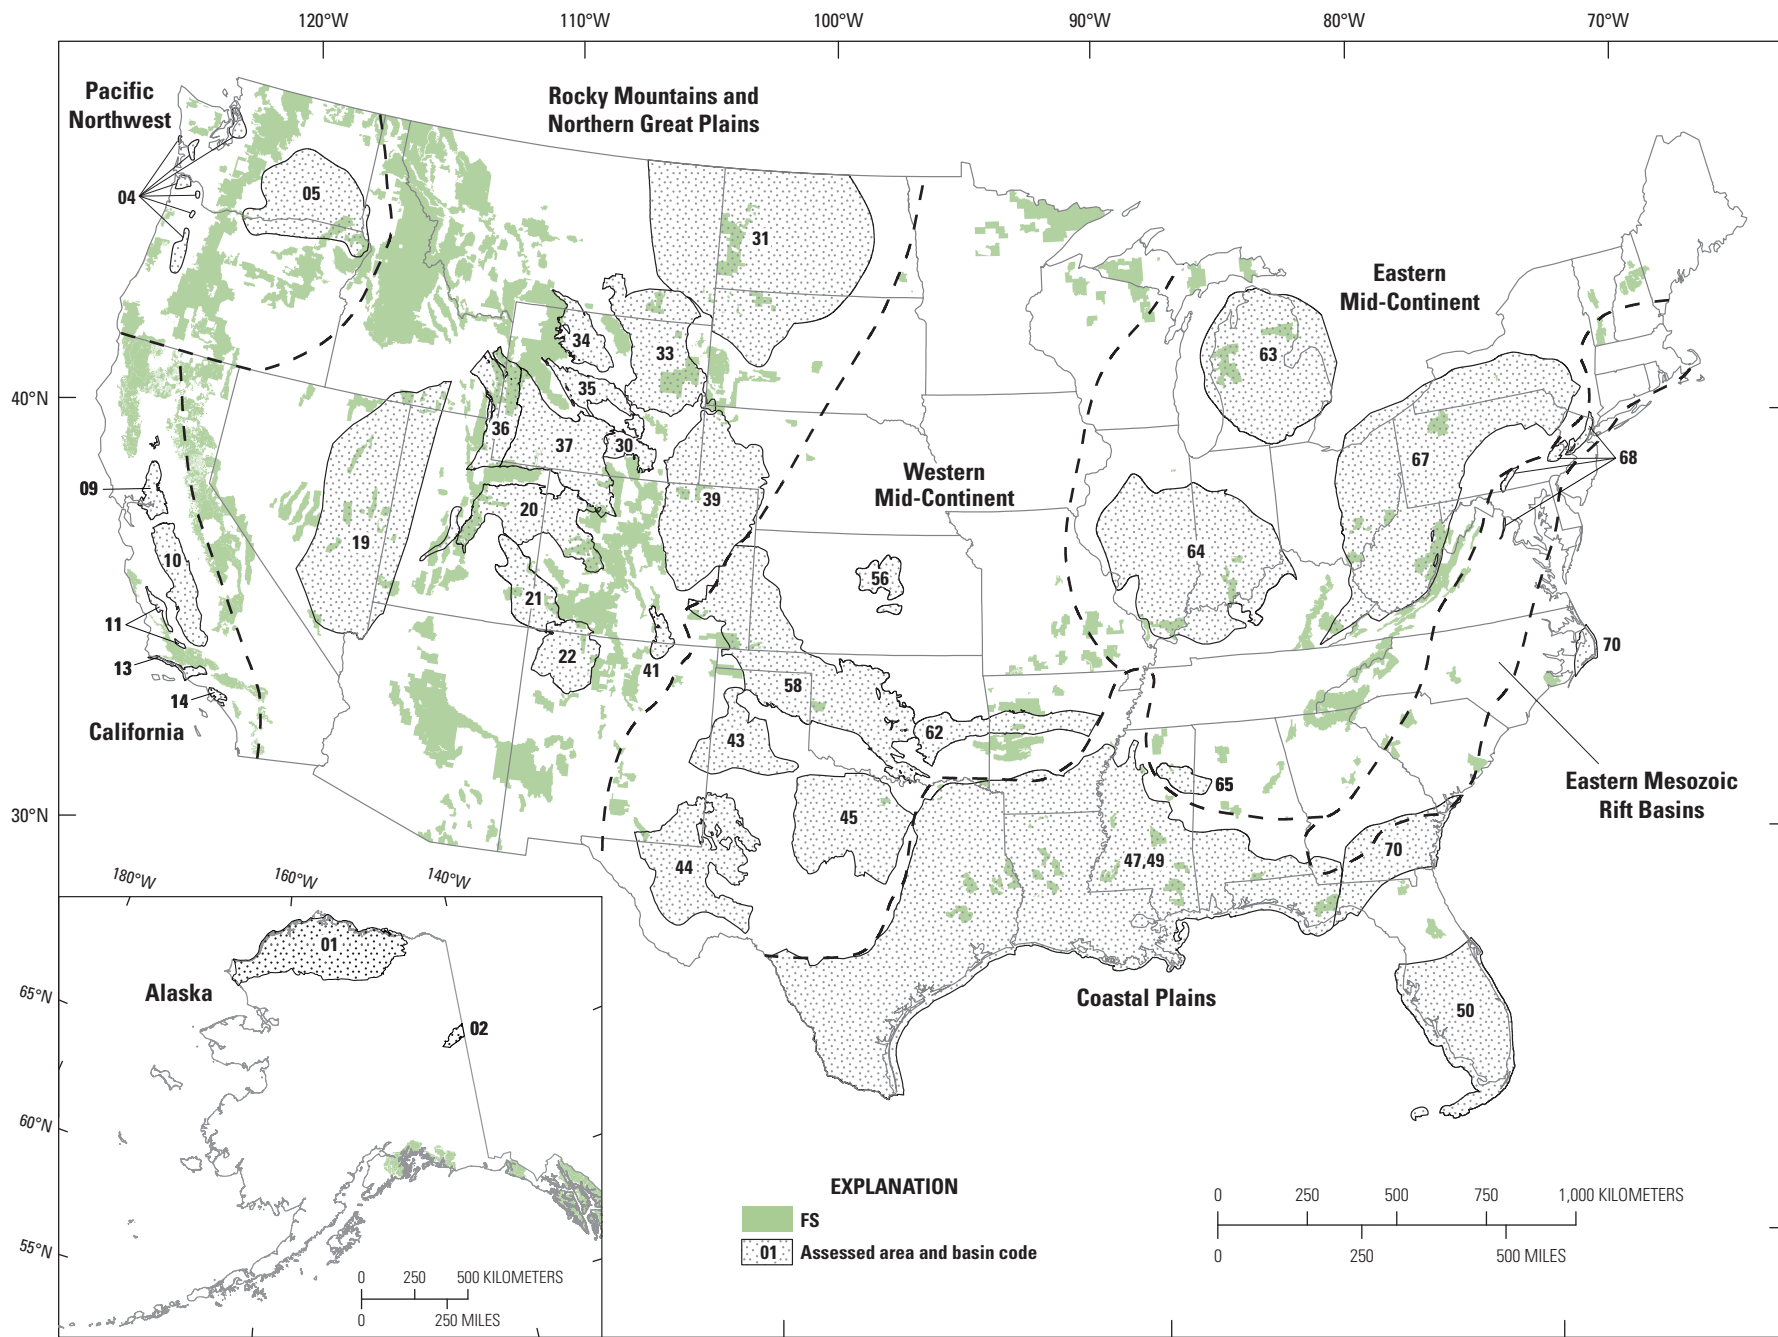 120°W
110°W
100°W
90°W
80°W
70°W
Pacific
Northwest
Rocky Mountains and
Northern Great Plains
04
05
31
Eastern
Mid-Continent
34
33
63
35
40°N
36
37
30
Western
Mid-Continent
67
68
09
39
20
19
10
64
56
21
11
22
70
13
41
58
14
California
43
62
65
Eastern Mesozoic
Rift Basins
30°N
45
47,49
70
44
180°W
160°W
140°W
01
Alaska
65°N
Coastal Plains
50
02
60°N
EXPLANATION
FS
01
Assessed area and basin code
0
250
500
750
1,000 KILOMETERS
0
250
500 MILES
55°N
0
250
500 KILOMETERS
0
250 MILES